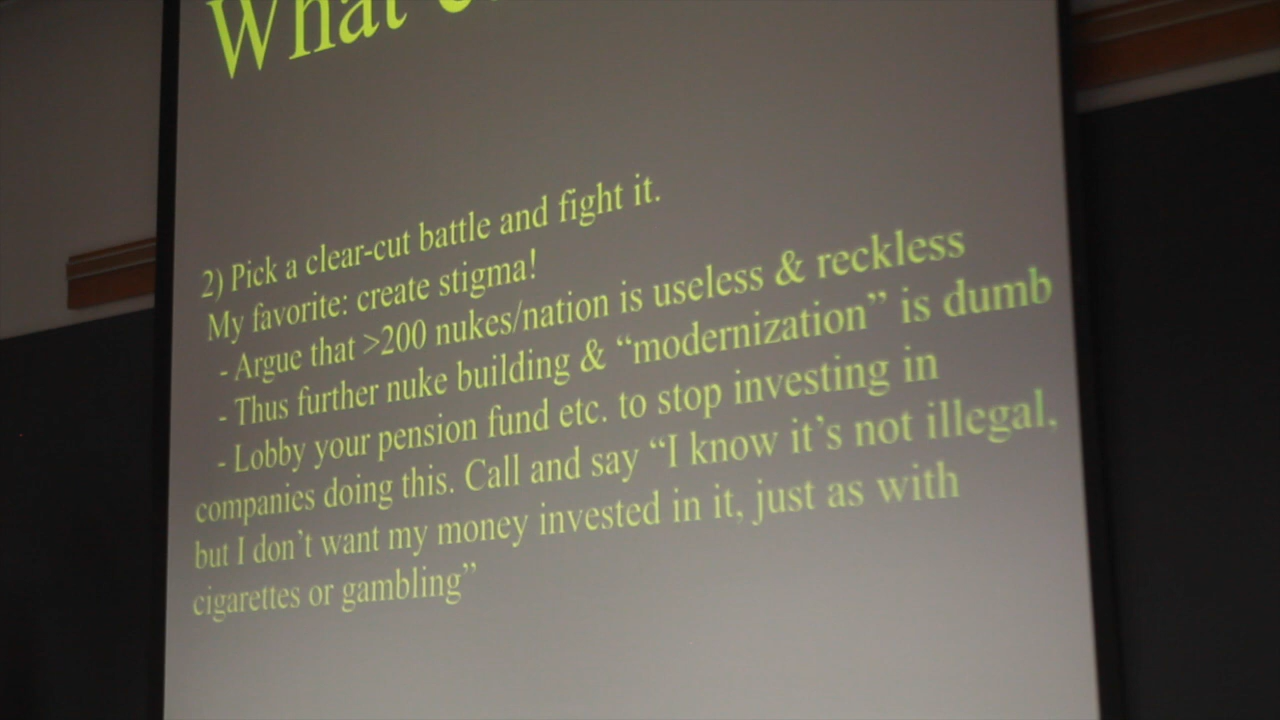 What
2) Pick a clear-cut battle and fight it.
My favorite: create stigma!
- Argue that >200 nukes/nation is useless & reckless
- Thus further nuke building & “modernization” is dumb
- Lobby your pension fund etc. to stop investing in
companies doing this. Call and say “I know it’s not illegal,
but I don’t want my money invested in it, just as with
cigarettes or gambling”